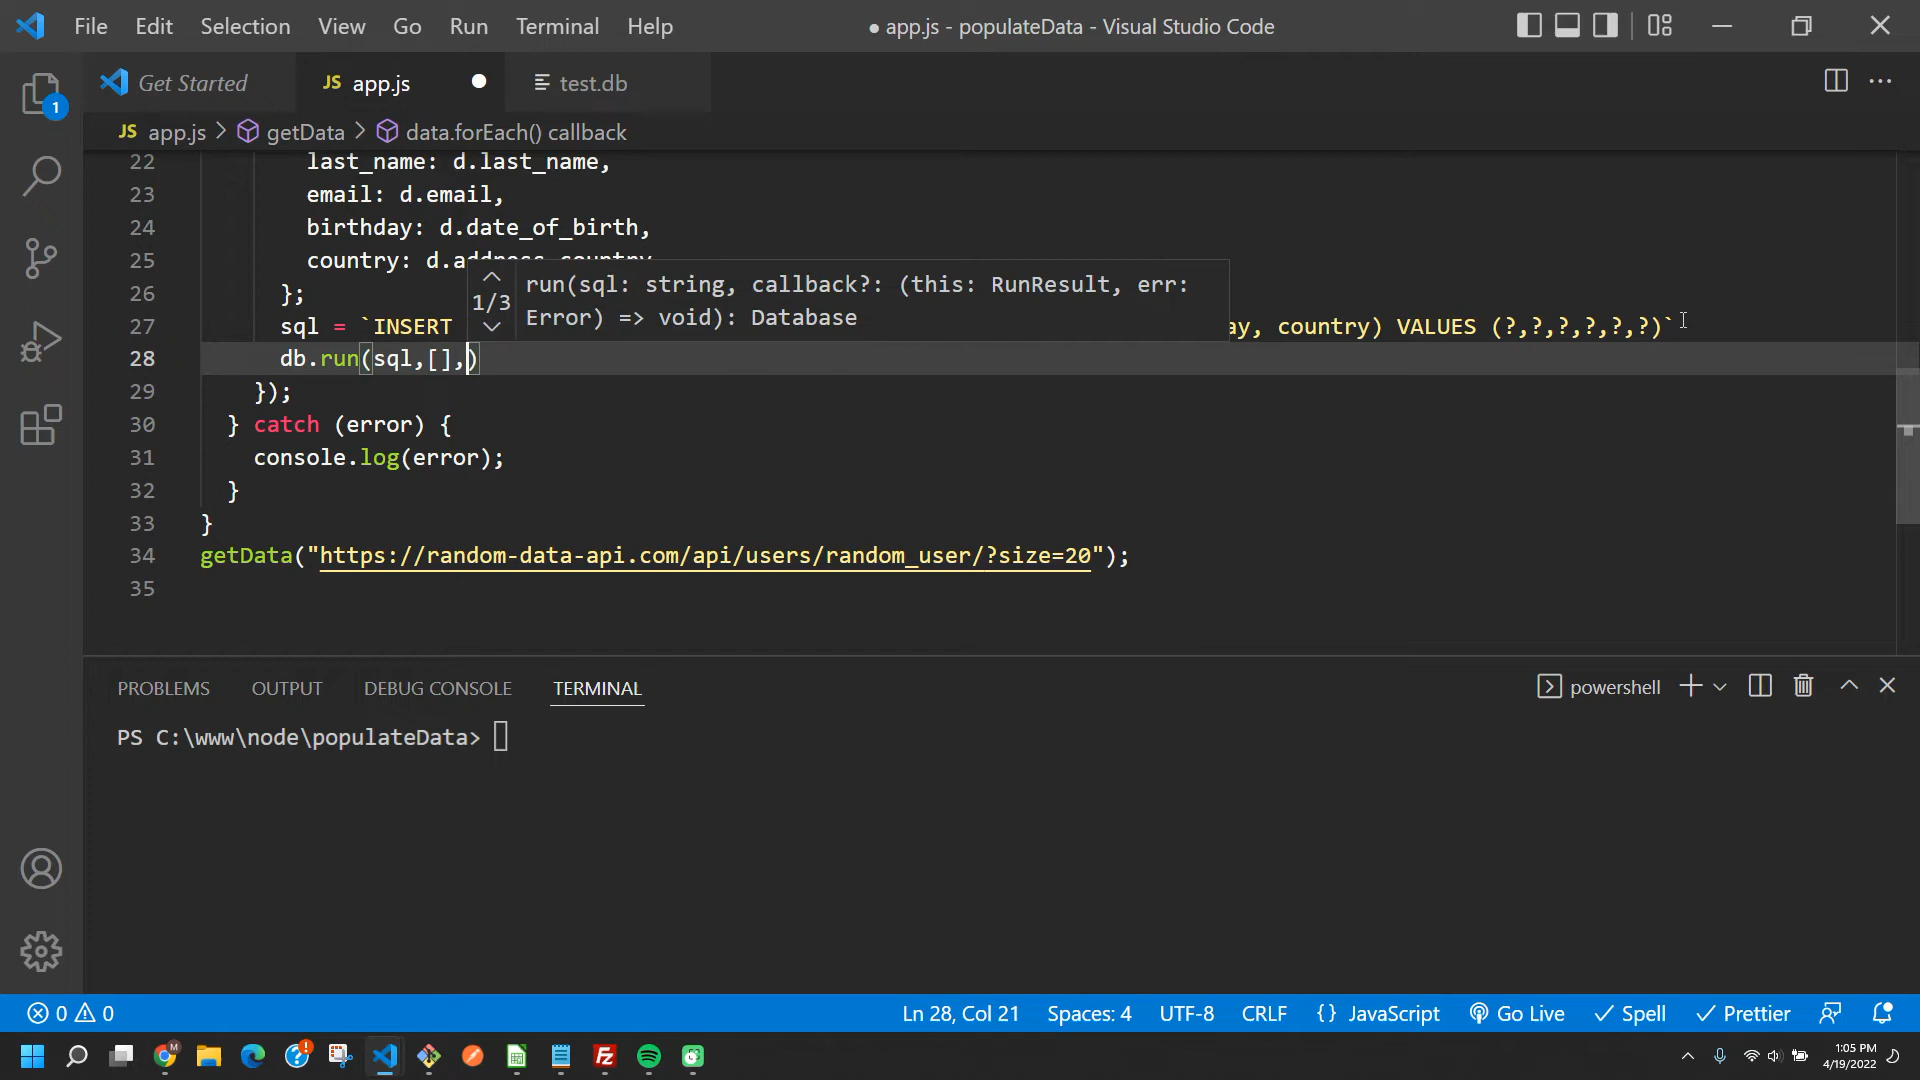 File Edit Selection View Go Run Terminal Help ● app.js - populateData - Visual Studio Code
Get Started JS app.js ● test.db
JS app.js > getData > data.forEach() callback
1
22 last_name: d.last_name,
23 email: d.email,
24 birthday: d.date_of_birth,
25 country: d.address.country
26 };
run(sql: string, callback?: (this: RunResult, err:
1/3
Error) => void): Database
27 sql = `INSERT ay, country) VALUES (?,?,?,?,?,?)`
28 db.run(sql,[],)
29 });
30 } catch (error) {
31 console.log(error);
32 }
33 }
34 getData("https://random-data-api.com/api/users/random_user/?size=20");
35
PROBLEMS OUTPUT DEBUG CONSOLE TERMINAL powershell
PS C:\www\node\populateData>
0 0 Ln 28, Col 21 Spaces: 4 UTF-8 CRLF {} JavaScript Go Live Spell Prettier
1:05 PM
4/19/2022